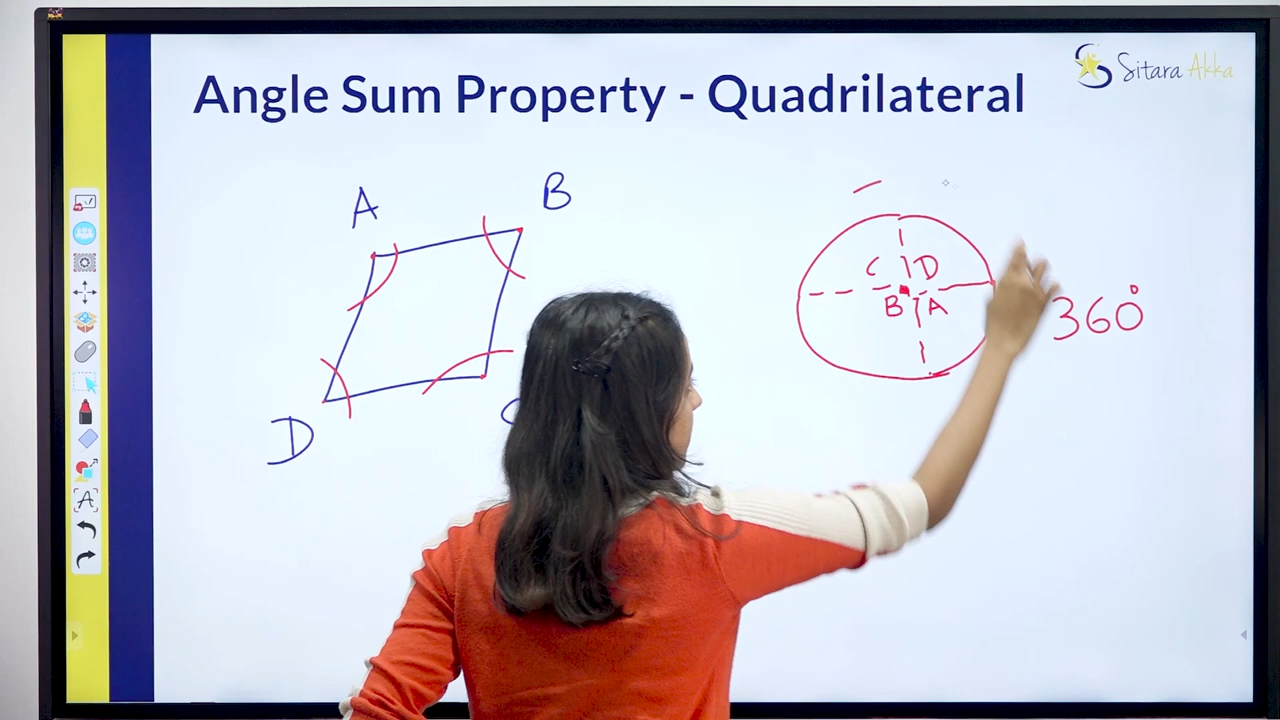 Angle Sum Property - Quadrilateral
Sitara Akka
A
B
D
C D
B A
360°
A